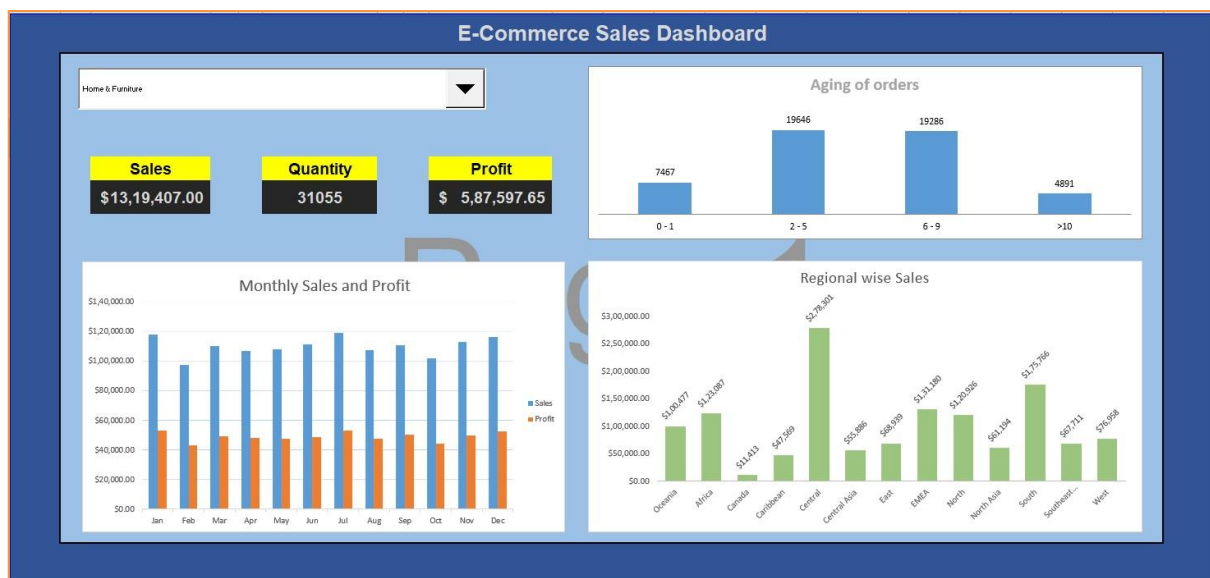 E-Commerce Sales Dashboard
Home & Furniture
Sales
$13,19,407.00
Quantity
31055
Profit
$ 5,87,597.65
Aging of orders
7467
19646
19286
4891
0 - 1
2 - 5
6 - 9
>10
Monthly Sales and Profit
$1,40,000.00
$1,20,000.00
$1,00,000.00
$80,000.00
$60,000.00
$40,000.00
$20,000.00
$0.00
Jan Feb Mar Apr May Jun Jul Aug Sep Oct Nov Dec
Sales
Profit
Regional wise Sales
$3,00,000.00
$2,50,000.00
$2,00,000.00
$1,50,000.00
$1,00,000.00
$50,000.00
$0.00
$1,00,477
$1,23,087
$11,413
$47,569
$2,78,301
$55,886
$68,939
$1,31,180
$1,20,926
$61,194
$1,75,766
$67,711
$76,958
Oceania
Africa
Canada
Caribbean
Central
Central Asia
East
EMEA
North
North Asia
South
Southeast...
West